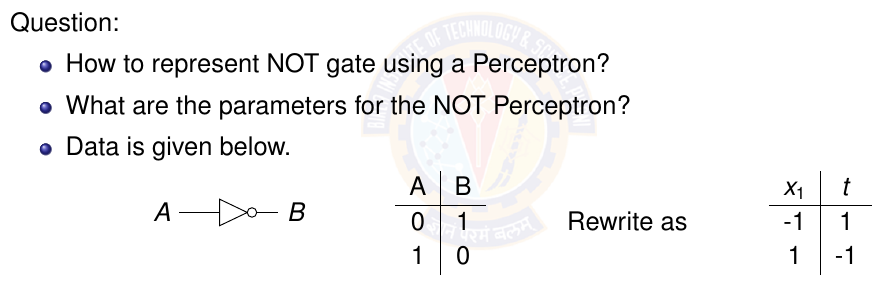 Question:
How to represent NOT gate using a Perceptron?
What are the parameters for the NOT Perceptron?
Data is given below.
A B
A B
0 1
1 0
Rewrite as
x₁ t
-1 1
1 -1